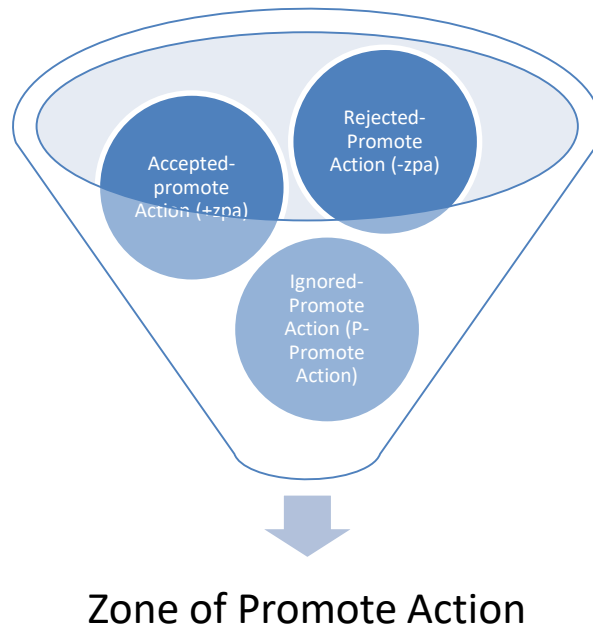 Accepted-
promote
Action (+zpa)
Rejected-
Promote
Action (-zpa)
Ignored-
Promote
Action (P-
Promote
Action)
Zone of Promote Action